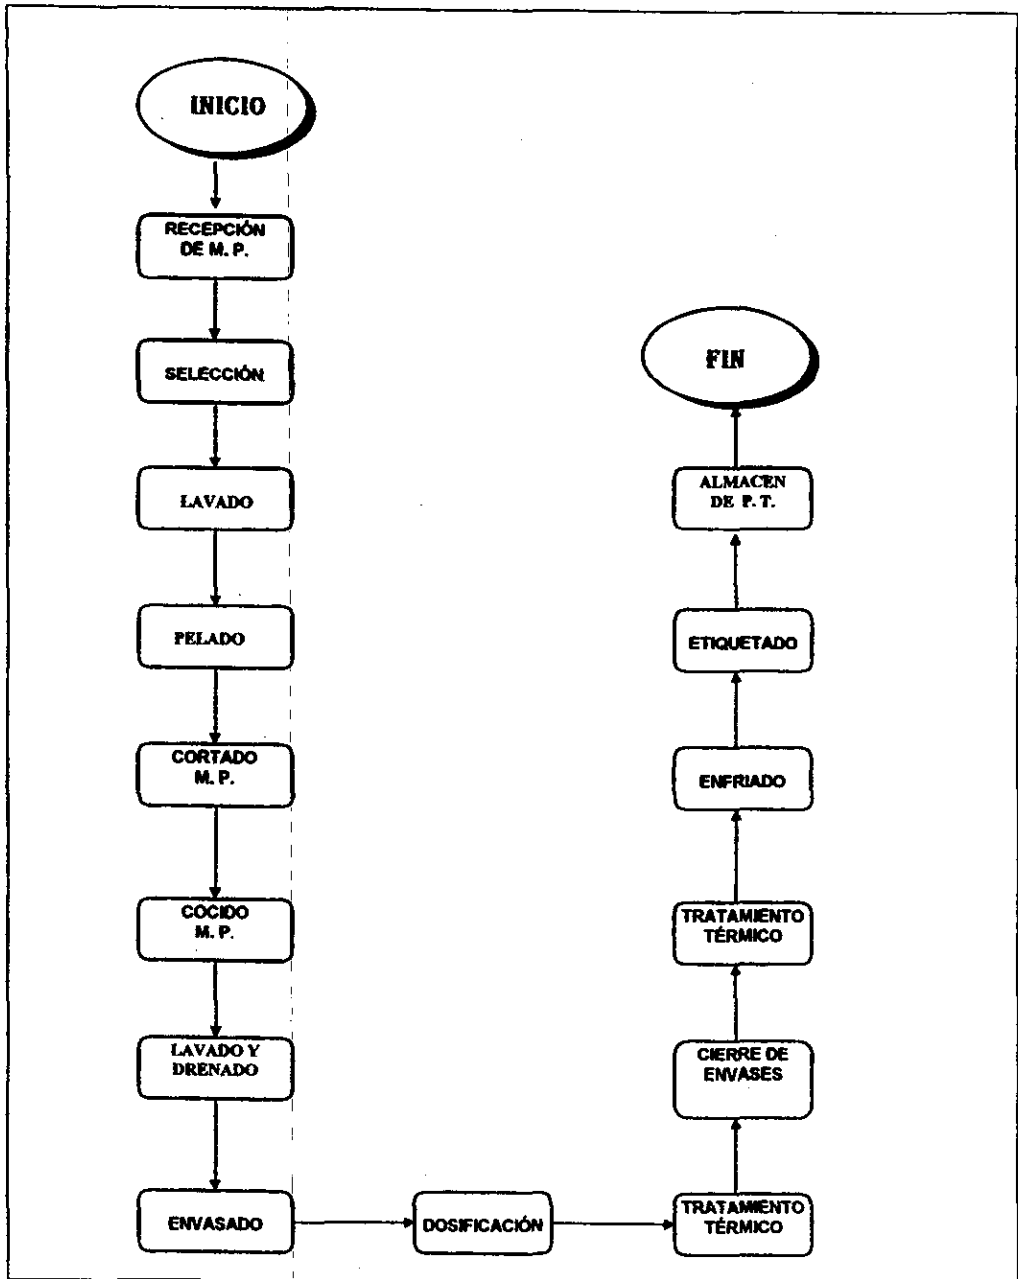 INICIO
RECEPCIÓN
DE M. P.
SELECCIÓN
LAVADO
PELADO
CORTADO
M. P.
COCIDO
M. P.
LAVADO Y
DRENADO
ENVASADO
DOSIFICACIÓN
TRATAMIENTO
TÉRMICO
CIERRE DE
ENVASES
TRATAMIENTO
TÉRMICO
ENFRIADO
ETIQUETADO
ALMACEN
DE P. T.
FIN